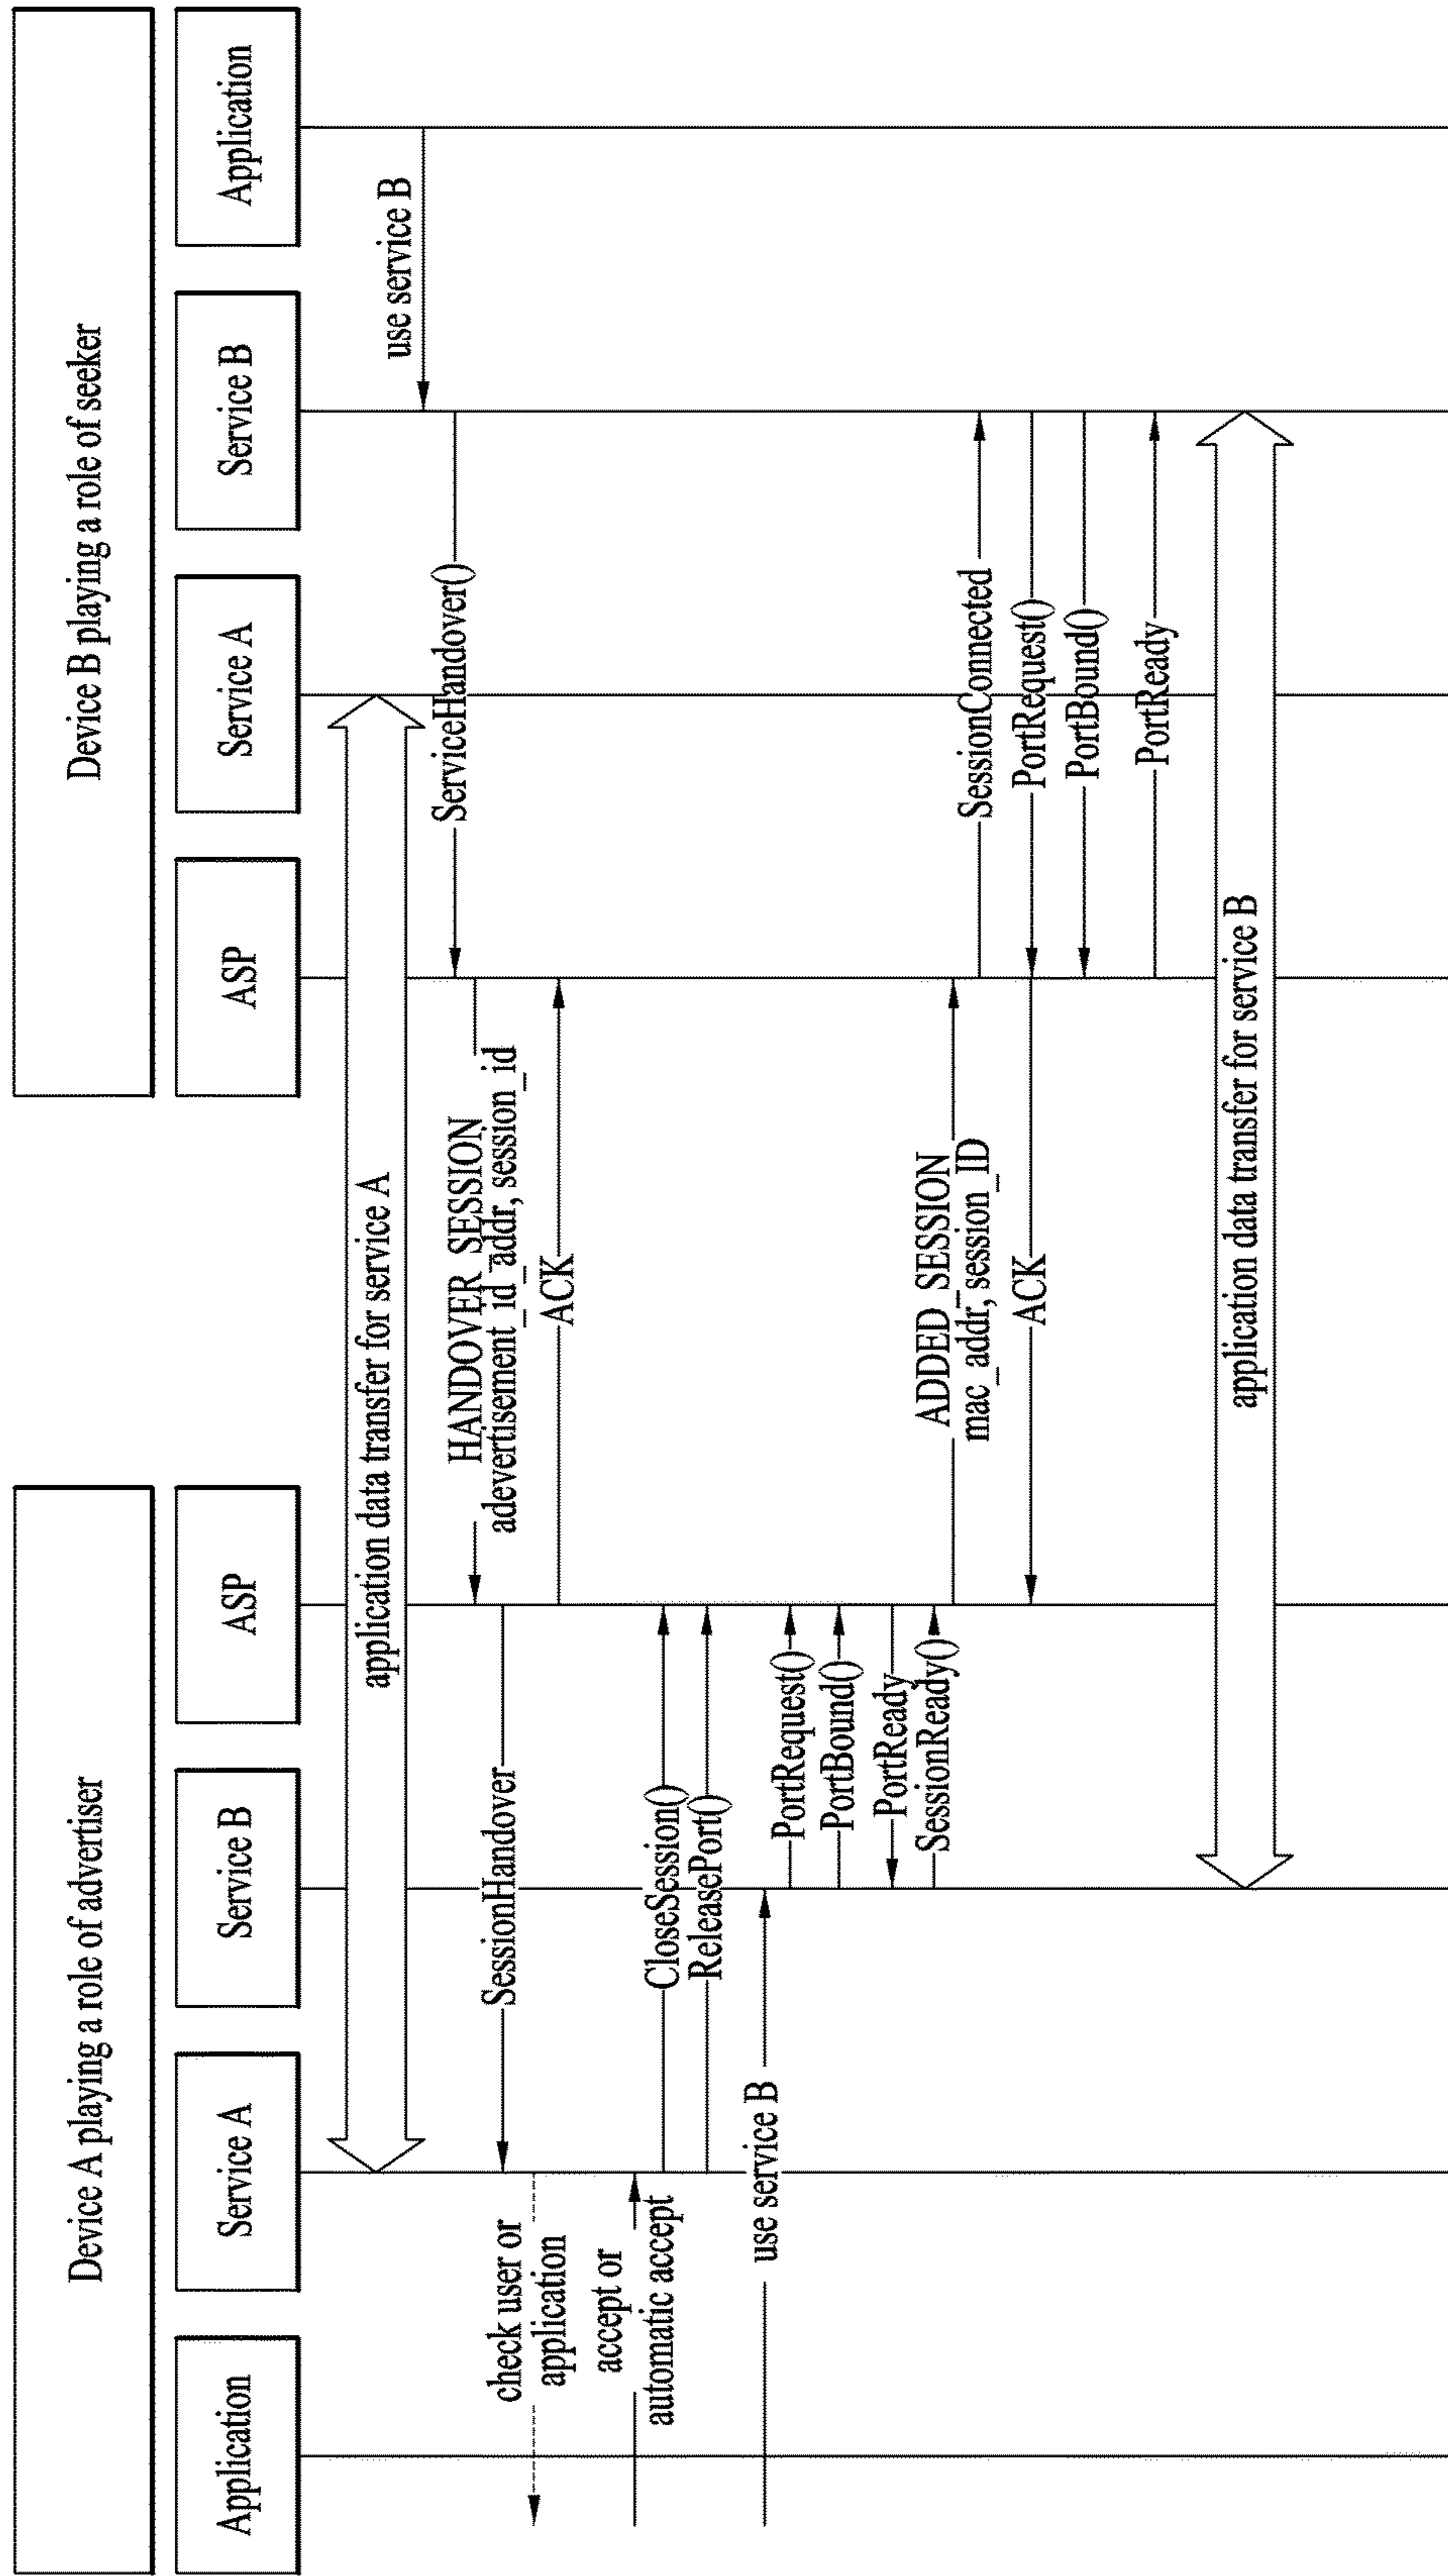 Device A playing a role of advertiser
Device B playing a role of seeker
Application
Service A
Service B
ASP
ASP
Service A
Service B
Application
application data transfer for service A
use service B
ServiceHandover()
HANDOVER_SESSION
adevertisement_id_addr, session_id
SessionHandover
check user or
application
ACK
accept or
automatic accept
CloseSession()
ReleasePort()
use service B
PortRequest()
PortBound()
PortReady
SessionReady()
ADDED_SESSION
mac_addr, session_ID
SessionConnected
ACK
PortRequest()
PortBound()
PortReady
application data transfer for service B